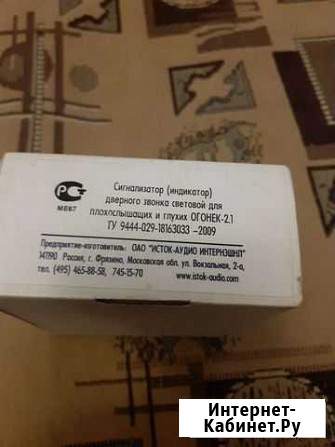 Сигнализатор (индикатор)
дверного звонка световой для
плохослышащих и глухих ОГОНЕК-2.1
ТУ 9444-029-18163033 -2009
РС
МЕ67
Предприятие-изготовитель: ОАО "ИСТОК-АУДИО ИНТЕРНЭШНЛ"
141190 Россия, г. Фрязино, Московская обл. ул. Вокзальная, 2-а,
тел. (495) 465-88-58, 745-15-70
www.istok-audio.com
Интернет-
Кабинет.Ру